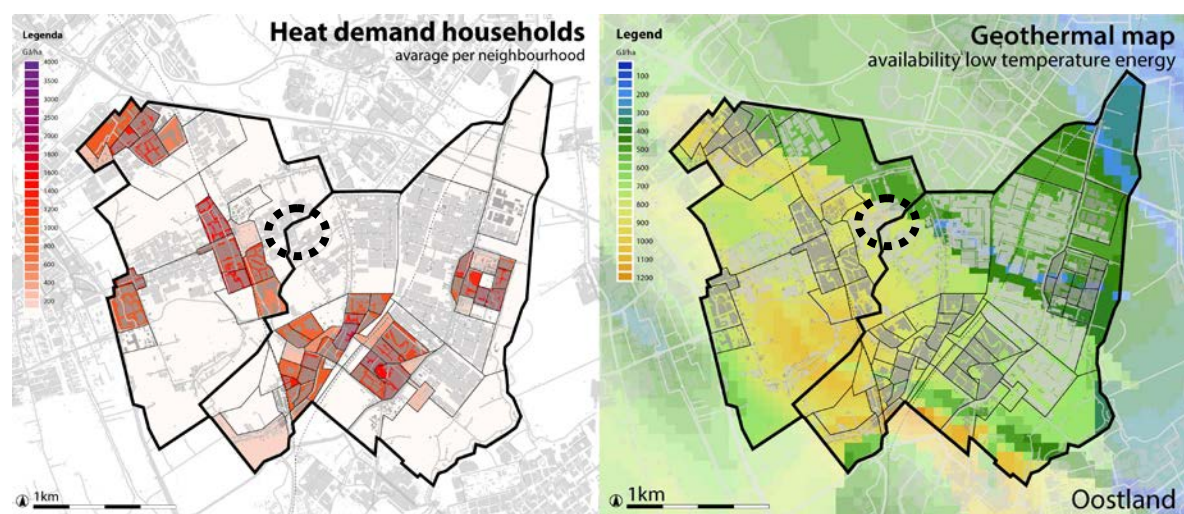 Legenda
Heat demand households
avarage per neighbourhood
GJ/ha
4000
3000
2000
1800
1600
1400
1200
1000
800
600
400
200
1km
Legend
Geothermal map
availability low temperature energy
GJ/ha
100
200
300
400
500
600
700
800
900
1000
1100
1200
1km
Oostland